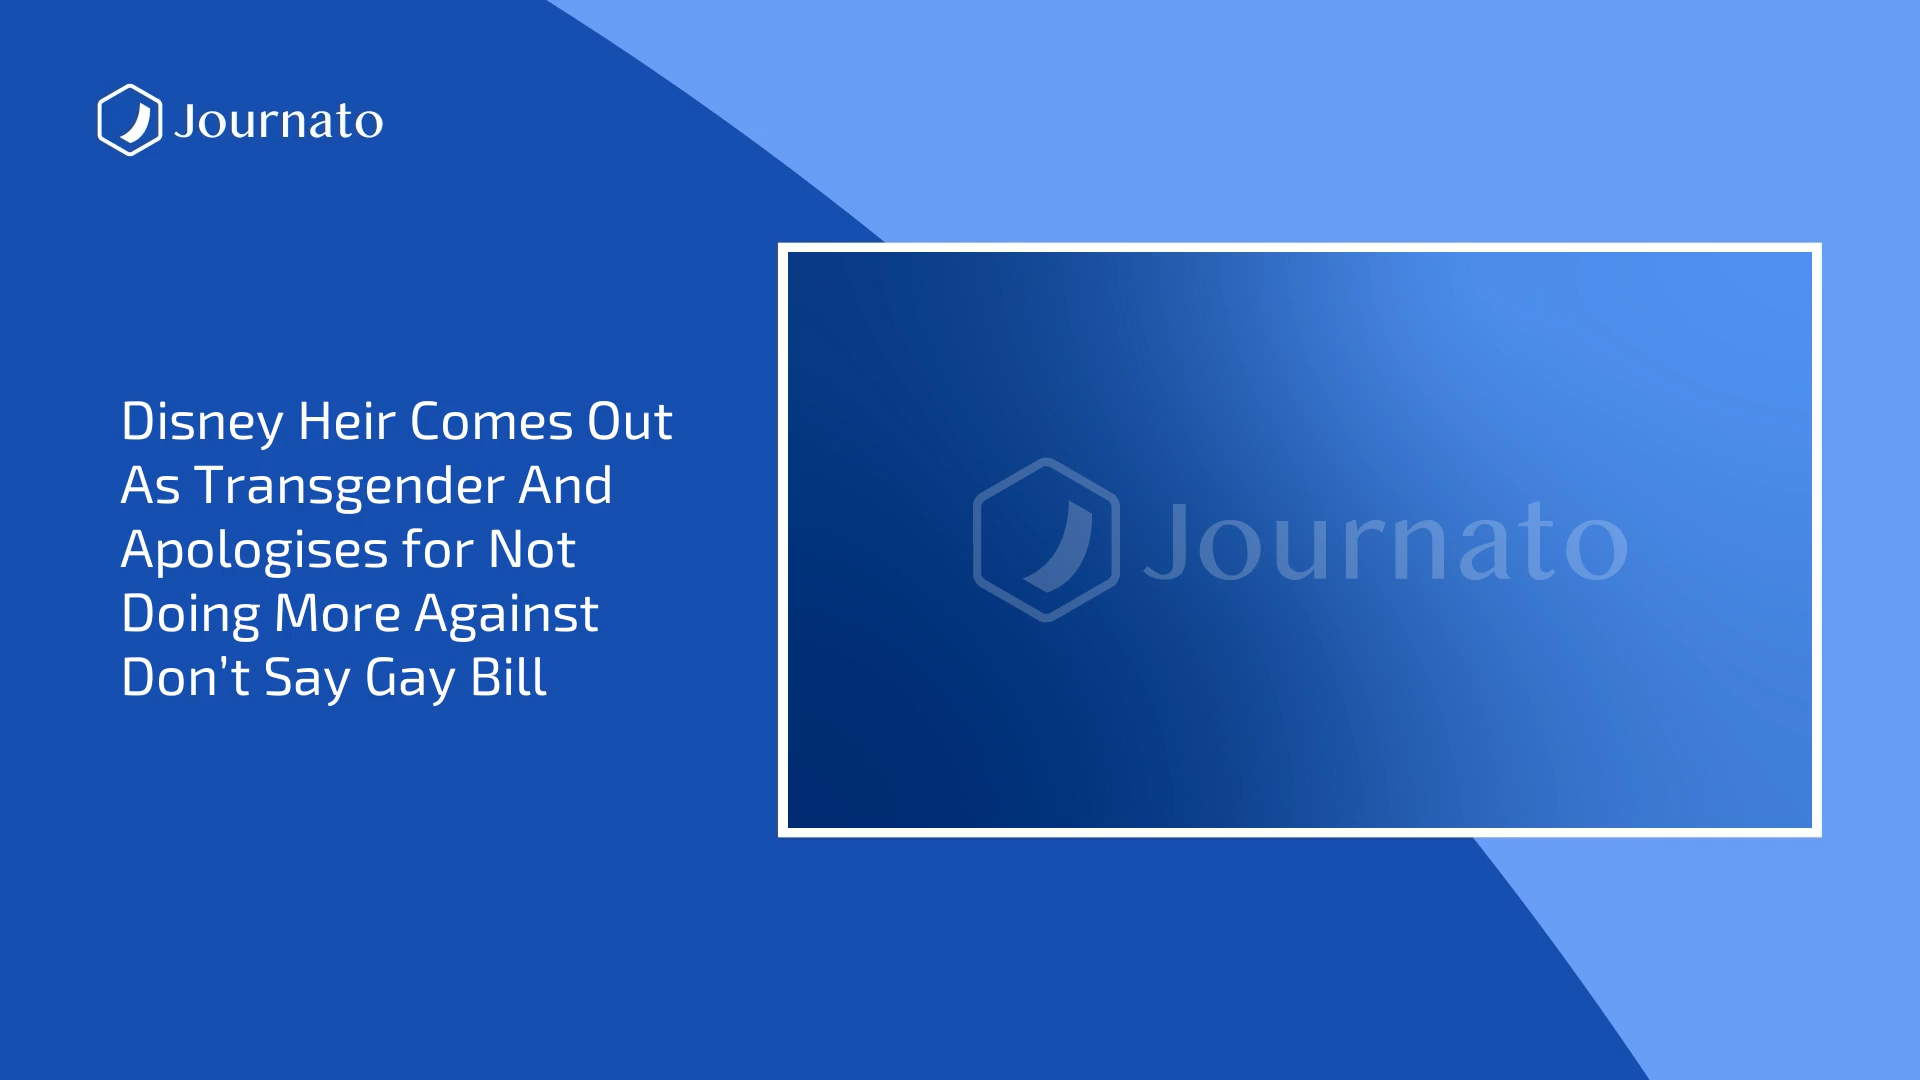 Journato
Disney Heir Comes Out
As Transgender And
Apologises for Not
Doing More Against
Don’t Say Gay Bill
Journato